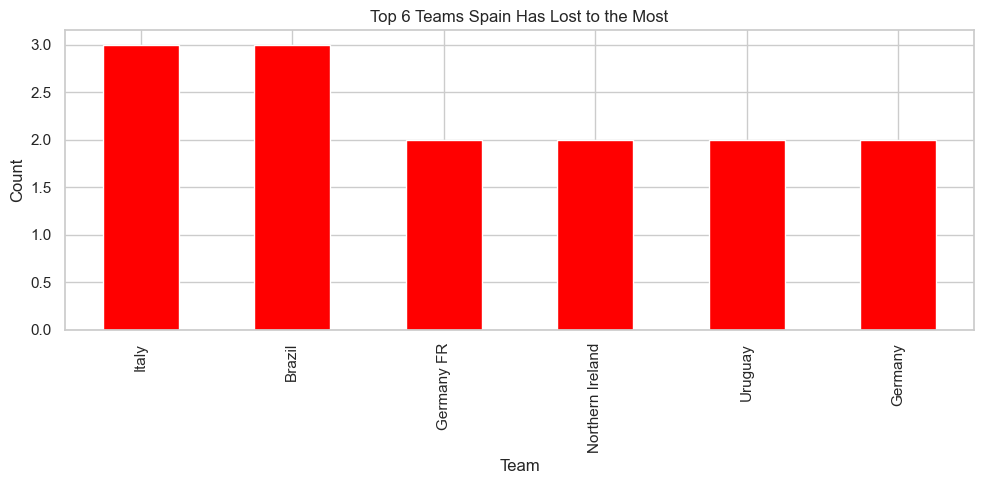 Top 6 Teams Spain Has Lost to the Most
3.0
2.5
2.0
1.5
1.0
0.5
0.0
Count
Italy
Brazil
Germany FR
Northern Ireland
Uruguay
Germany
Team